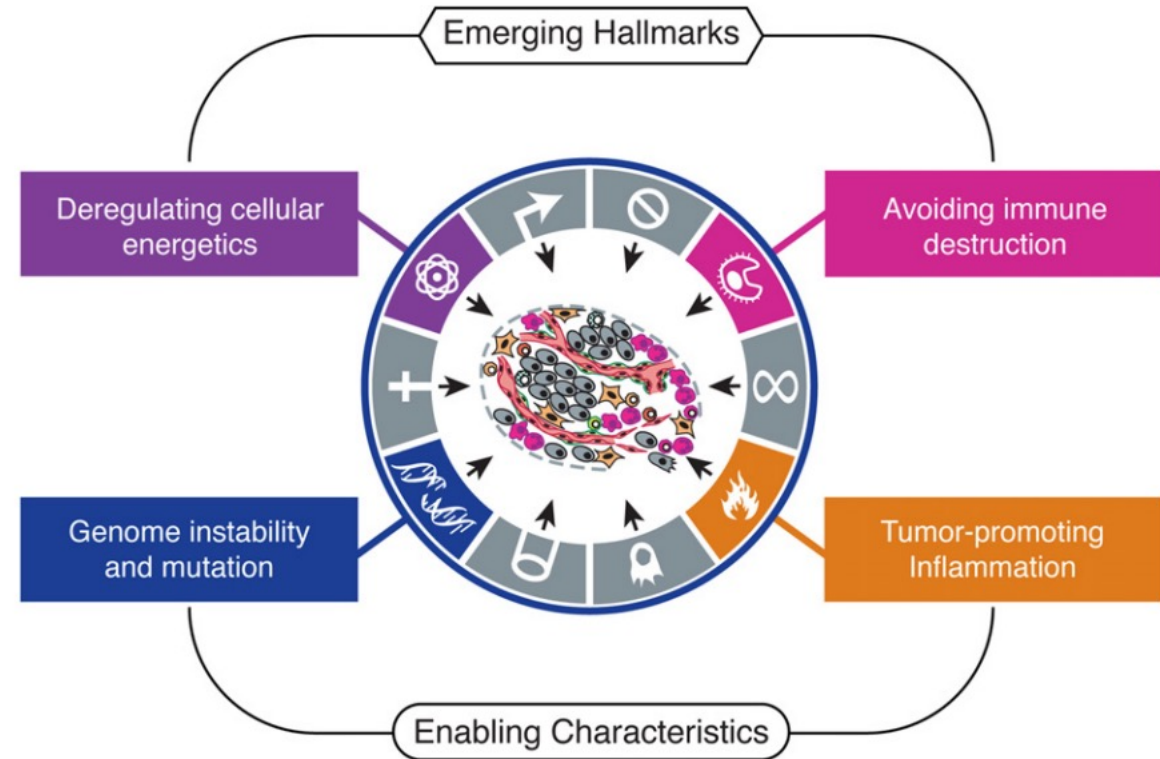 Emerging Hallmarks
Deregulating cellular
energetics
Avoiding immune
destruction
Genome instability
and mutation
Tumor-promoting
Inflammation
Enabling Characteristics